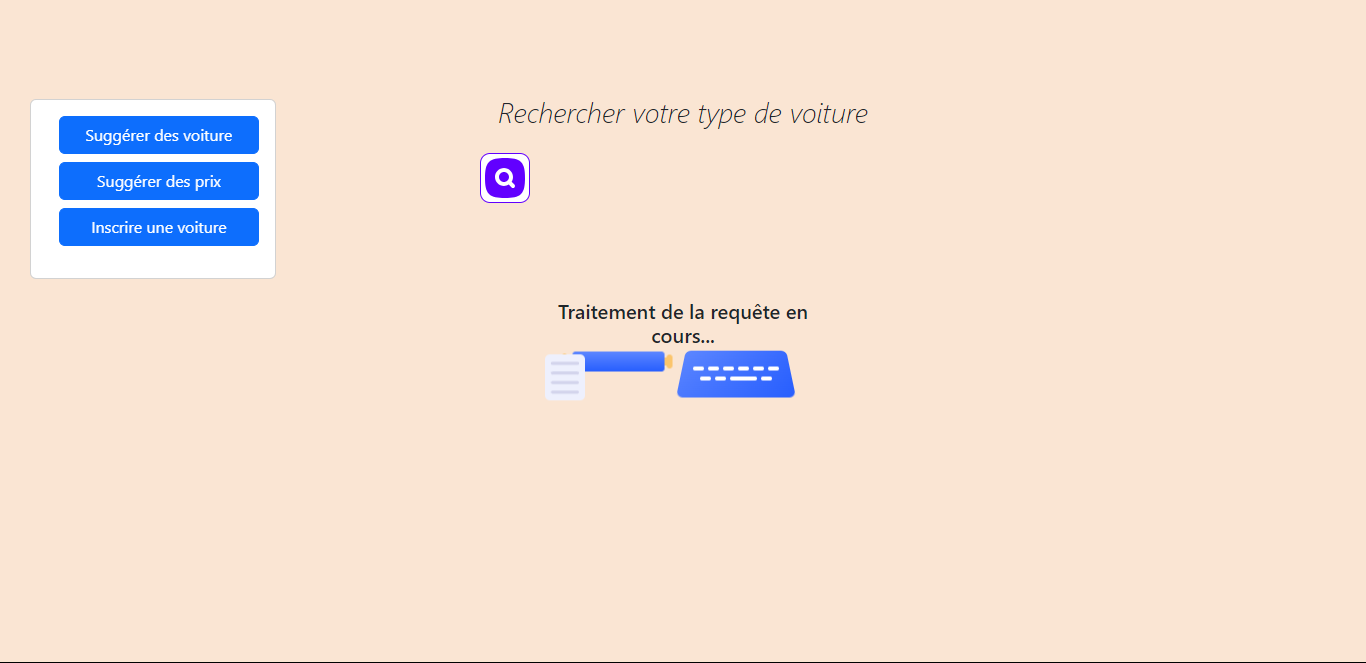 Suggérer des voiture
Suggérer des prix
Inscrire une voiture
Rechercher votre type de voiture
Traitement de la requête en
cours...